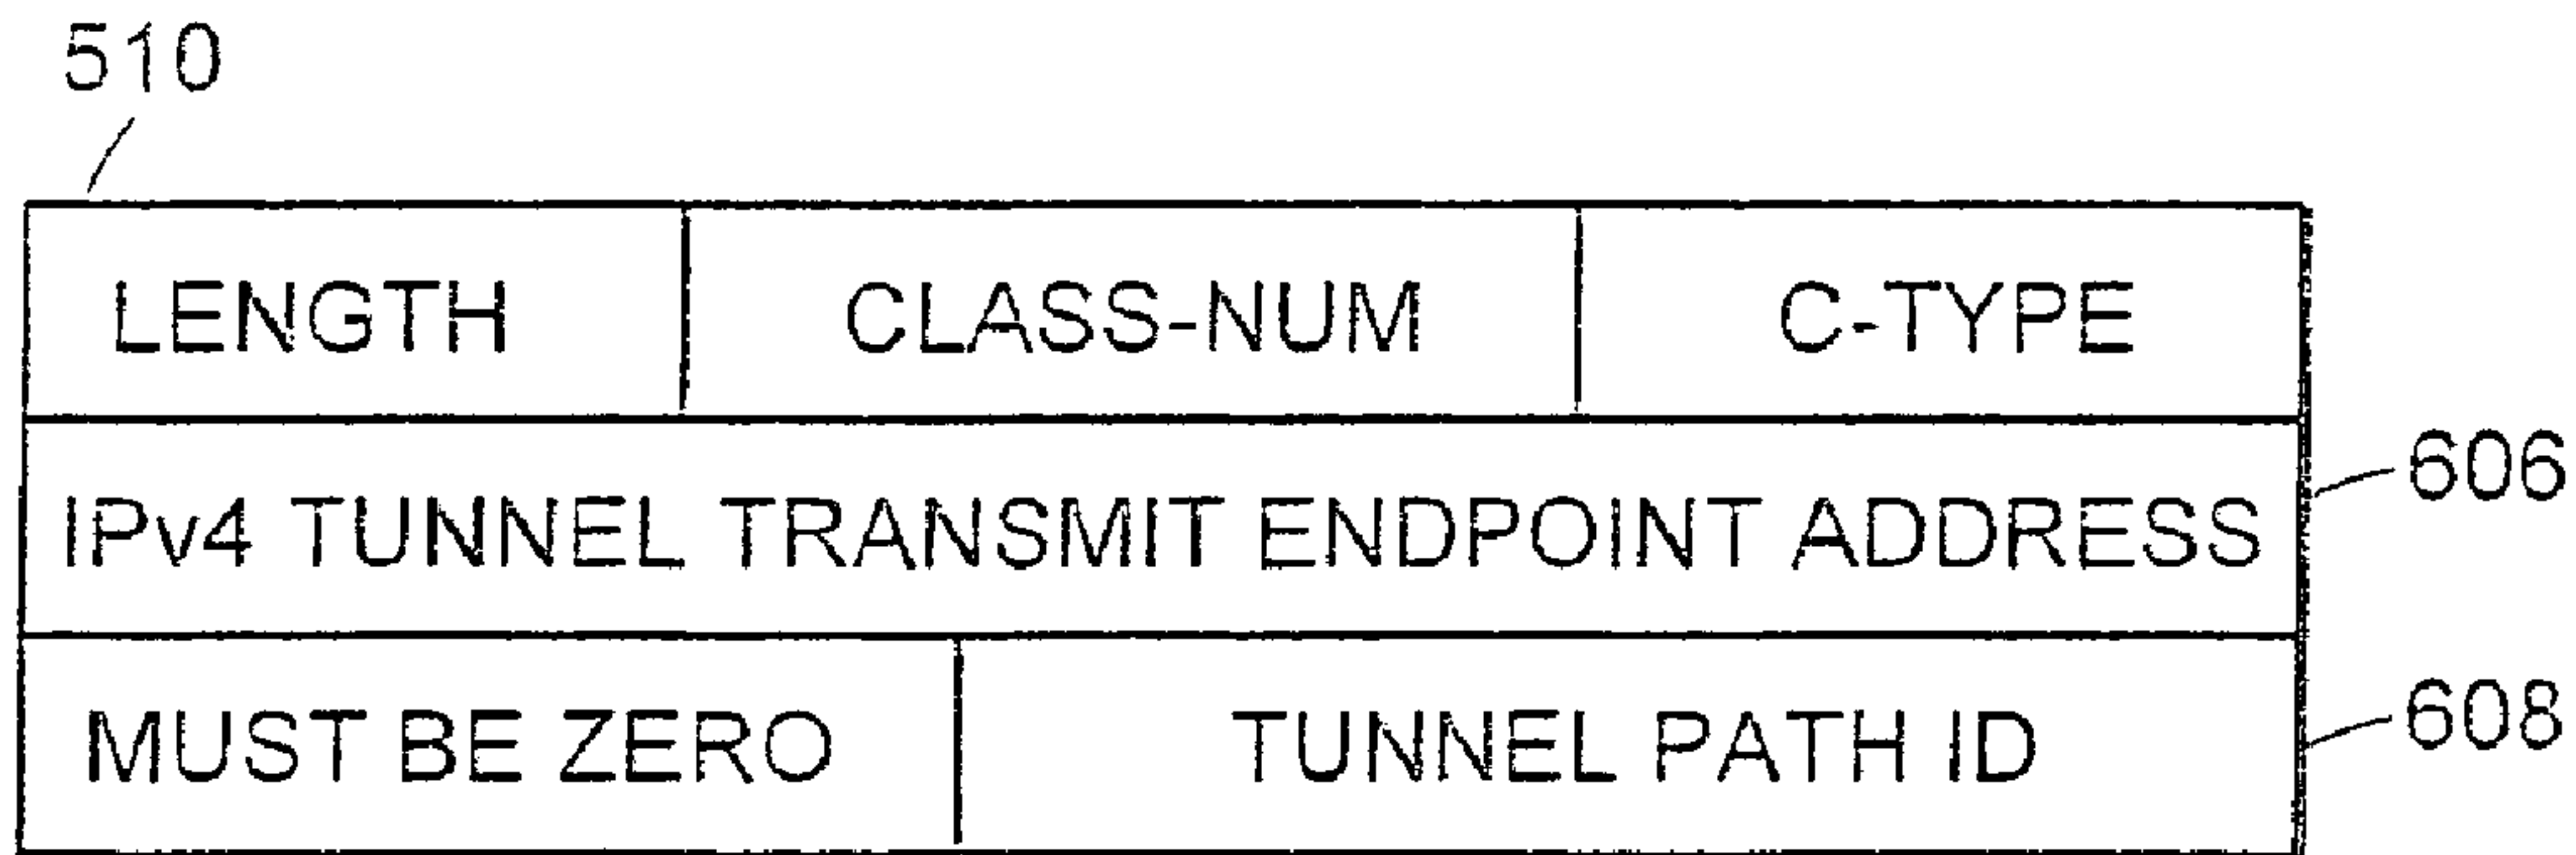 510
LENGTH CLASS-NUM C-TYPE
IPv4 TUNNEL TRANSMIT ENDPOINT ADDRESS
606
MUST BE ZERO TUNNEL PATH ID
608